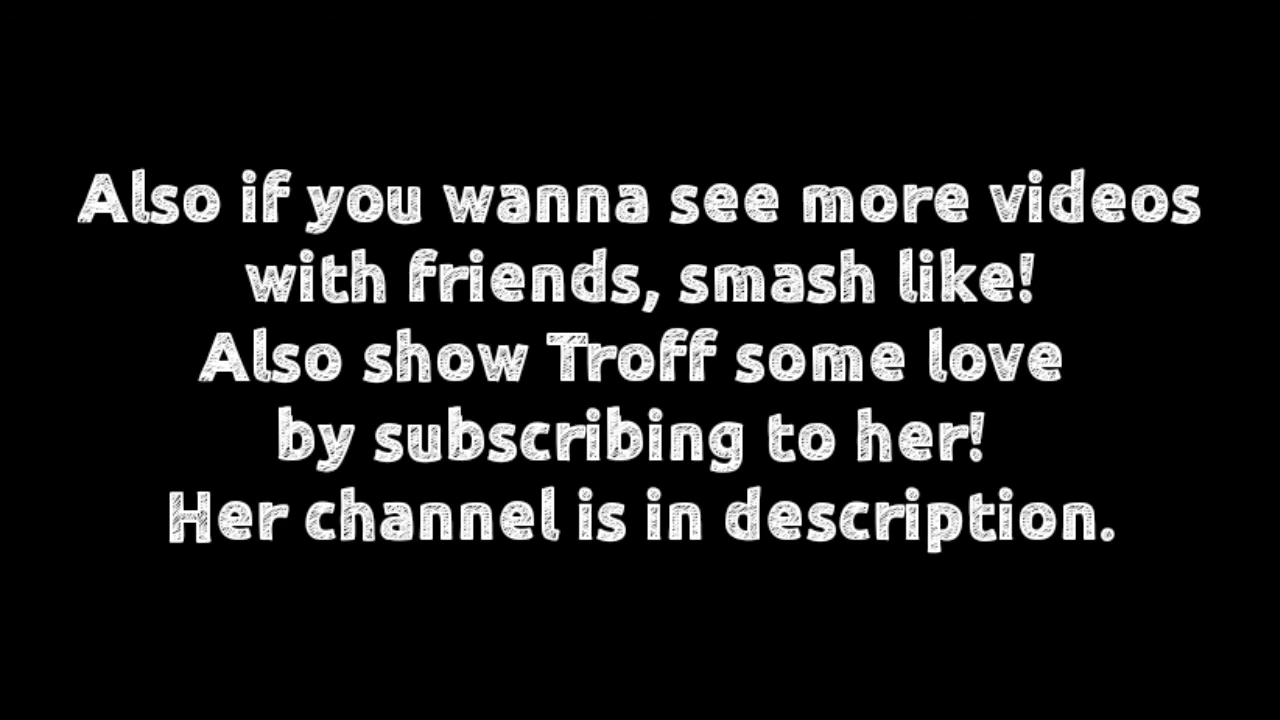 Also if you wanna see more videos
with friends, smash like!
Also show Troff some love
by subscribing to her!
Her channel is in description.